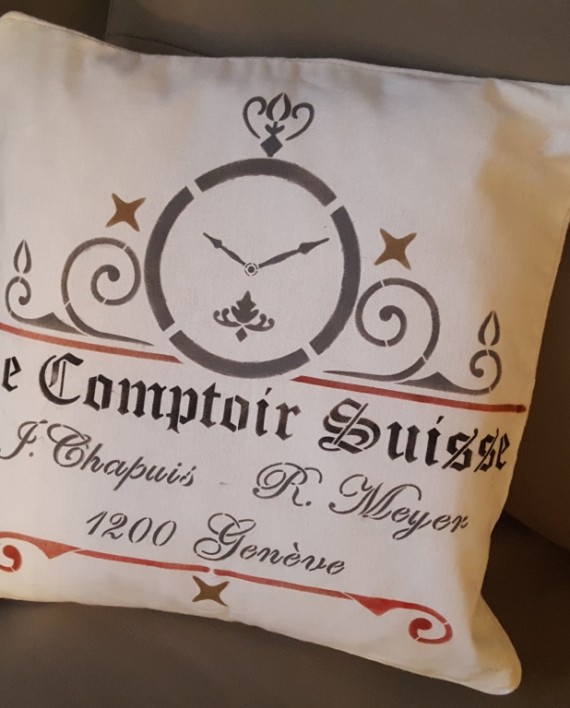 e Comptoir Suisse
J. Chapuis - R. Meyer
1200 Genève